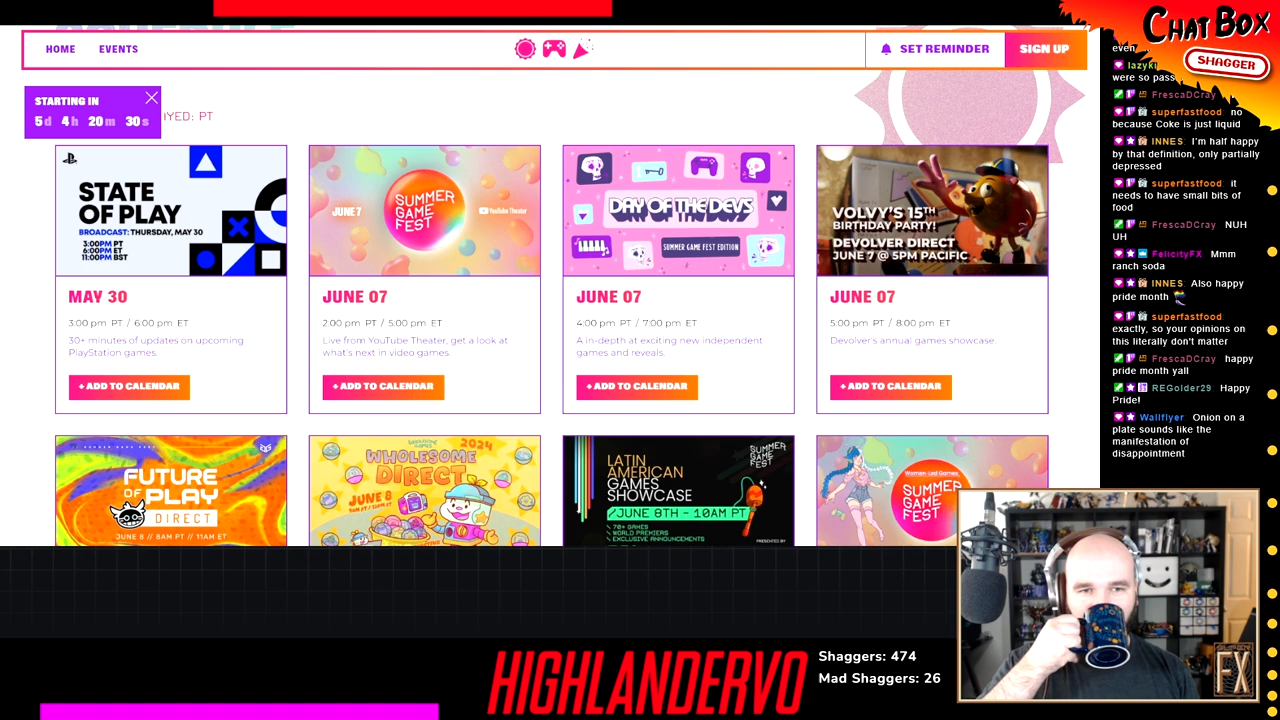 HOME
EVENTS
SET REMINDER
SIGN UP
STARTING IN
5d 4h 20m 30s
IYED: PT
STATE
OF PLAY
BROADCAST: THURSDAY, MAY 30
3:00PM PT
6:00PM ET
11:00PM BST
MAY 30
3:00 pm PT / 6:00 pm ET
30+ minutes of updates on upcoming
PlayStation games.
+ ADD TO CALENDAR
JUNE 7
SUMMER
GAME
FEST
YouTube Theater
JUNE 07
2:00 pm PT / 5:00 pm ET
Live from YouTube Theater, get a look at
what's next in video games.
+ ADD TO CALENDAR
DAY OF THE DEVS
SUMMER GAME FEST EDITION
JUNE 07
4:00 pm PT / 7:00 pm ET
A in-depth at exciting new independent
games and reveals.
+ ADD TO CALENDAR
VOLVY'S 15TH
BIRTHDAY PARTY!
DEVOLVER DIRECT
JUNE 7 @ 5PM PACIFIC
JUNE 07
5:00 pm PT / 8:00 pm ET
Devolver's annual games showcase.
+ ADD TO CALENDAR
FUTURE
OF PLAY
DIRECT
JUNE 8 // 8AM PT // 11AM ET
WHOLESOME
GAMES
2024
DIRECT
JUNE 8
9AM PT / 12PM ET
LATIN
AMERICAN
GAMES
SHOWCASE
/JUNE 8TH - 10AM PT
70+ GAMES
WORLD PREMIERS
EXCLUSIVE ANNOUNCEMENTS
SUMMER
GAME
FEST
PRESENTED BY
Women-Led Games
SUMMER
GAME
FEST
CHAT BOX
SHAGGER
even
lazyki
were so pass
FrescaDCray
superfastfood: no
because Coke is just liquid
INNES: I'm half happy
by that definition, only partially
depressed
superfastfood: it
needs to have small bits of
food
FrescaDCray: NUH
UH
FelicityFX: Mmm
ranch soda
INNES: Also happy
pride month
superfastfood:
exactly, so your opinions on
this literally don't matter
FrescaDCray: happy
pride month yall
REGolder29: Happy
Pride!
Wallflyer: Onion on a
plate sounds like the
manifestation of
disappointment
HIGHLANDERVO
Shaggers: 474
Mad Shaggers: 26
SUPER
FX